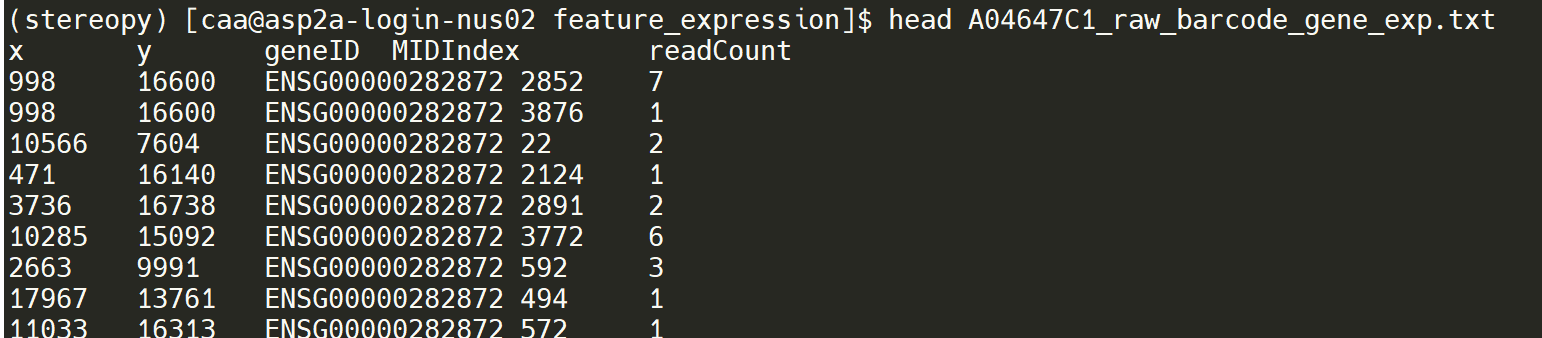 (stereopy) [caa@asp2a-login-nus02 feature_expression]$ head A04647C1_raw_barcode_gene_exp.txt
x y geneID MIDIndex readCount
998 16600 ENSG00000282872 2852 7
998 16600 ENSG00000282872 3876 1
10566 7604 ENSG00000282872 22 2
471 16140 ENSG00000282872 2124 1
3736 16738 ENSG00000282872 2891 2
10285 15092 ENSG00000282872 3772 6
2663 9991 ENSG00000282872 592 3
17967 13761 ENSG00000282872 494 1
11033 16313 ENSG00000282872 572 1